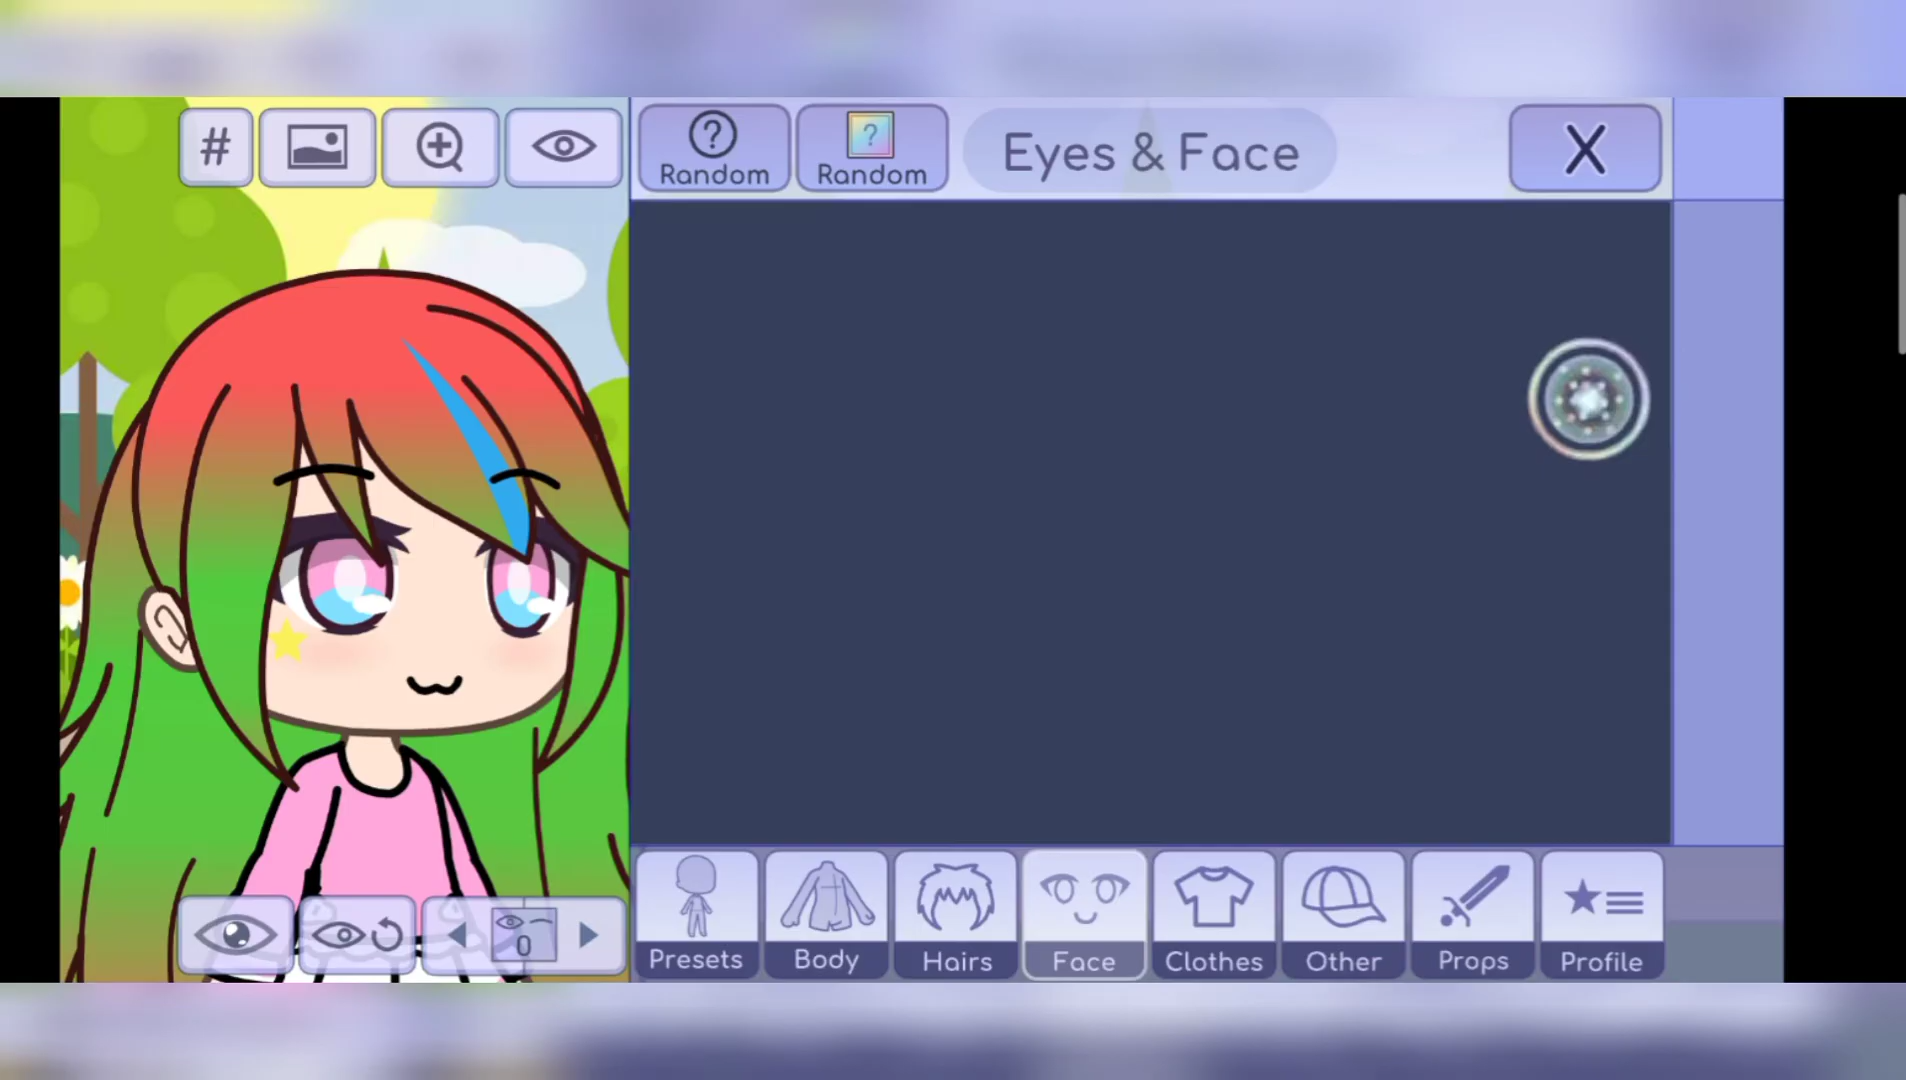 #
? Random
? Random
Eyes & Face
X
0
Presets
Body
Hairs
Face
Clothes
Other
Props
Profile